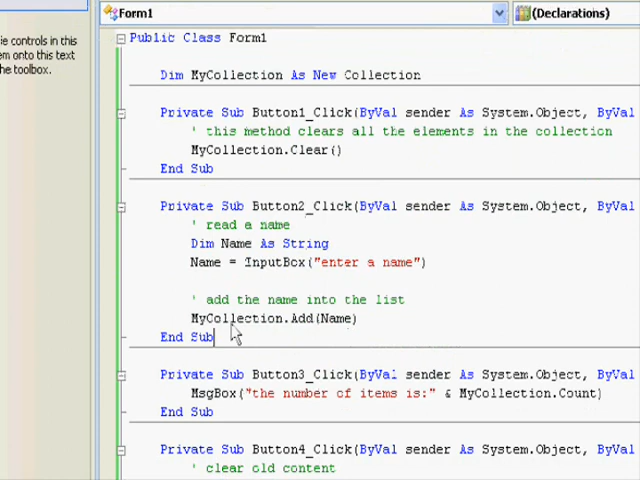 Form1
(Declarations)
ie controls in this
em onto this text
he toolbox.
Public Class Form1
Dim MyCollection As New Collection
Private Sub Button1_Click(ByVal sender As System.Object, ByVal
' this method clears all the elements in the collection
MyCollection.Clear()
End Sub
Private Sub Button2_Click(ByVal sender As System.Object, ByVal
' read a name
Dim Name As String
Name = InputBox("enter a name")
' add the name into the list
MyCollection.Add(Name)
End Sub
Private Sub Button3_Click(ByVal sender As System.Object, ByVal
MsgBox("the number of items is:" & MyCollection.Count)
End Sub
Private Sub Button4_Click(ByVal sender As System.Object, ByVal
' clear old content